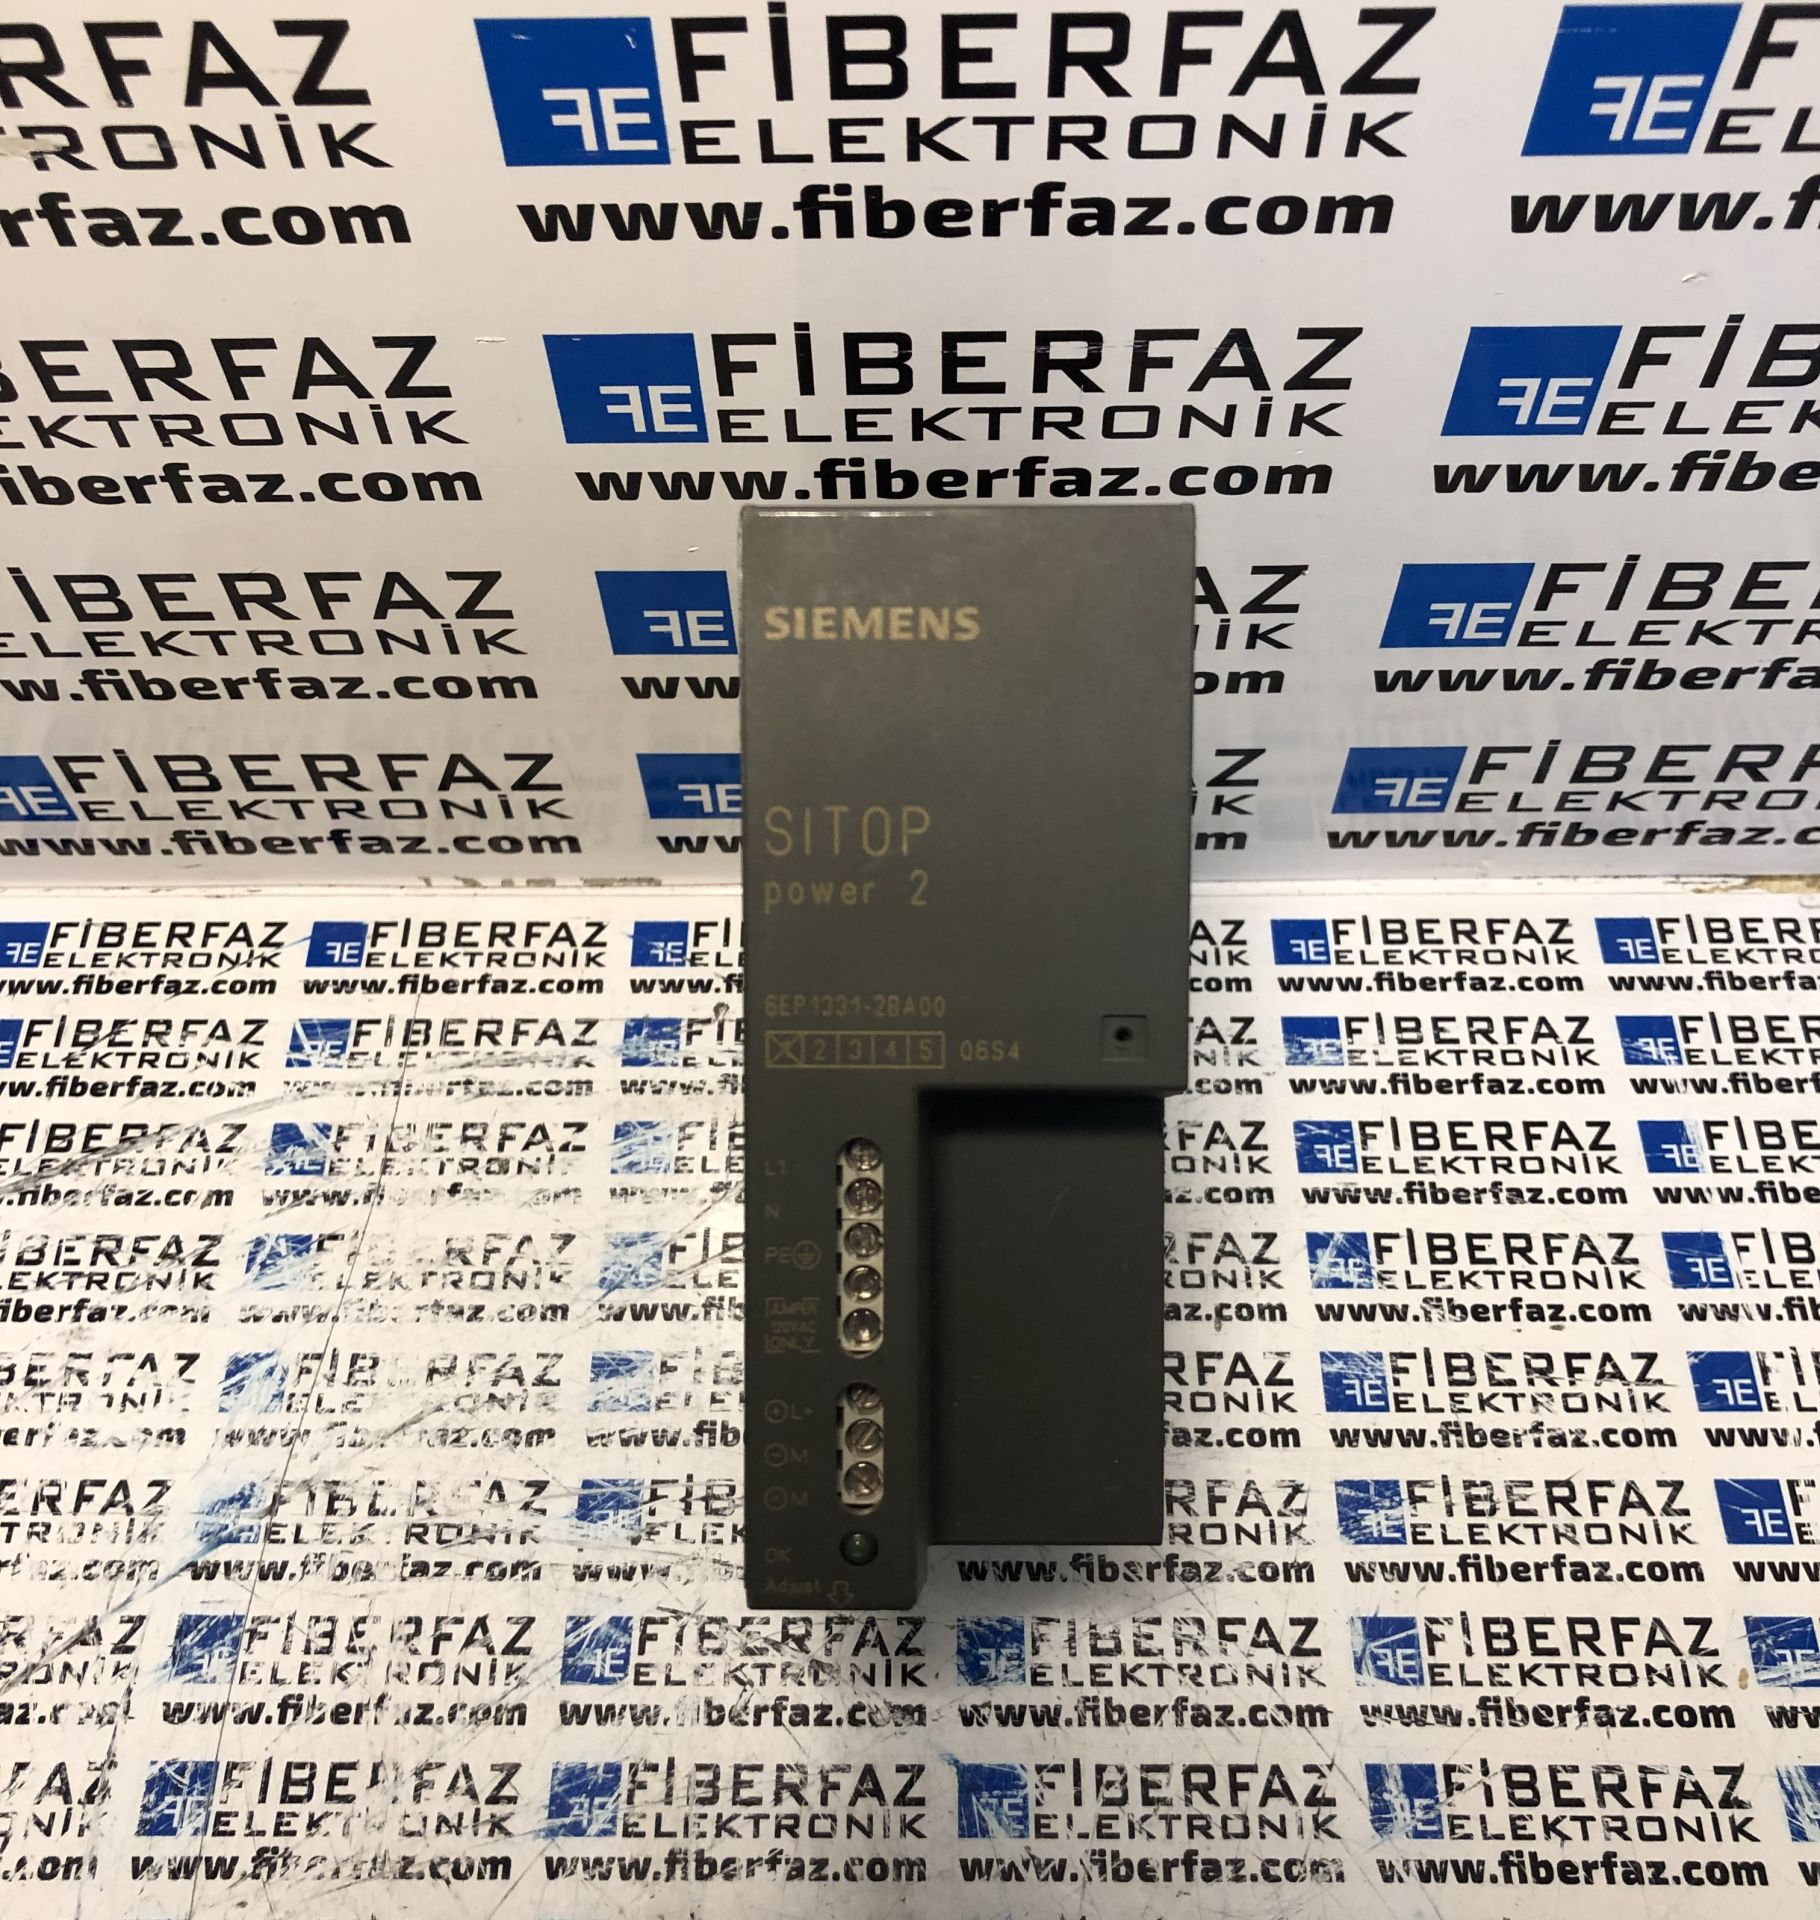 FİBERFAZ
ELEKTRONİK
www.fiberfaz.com
SIEMENS
SITOP
power 2
6EP1331-2BA00
X 2 3 4 5 Q6S4
L1
N
PE
JUMPER
120VAC
ONLY
L+
M
M
OK
Adjust